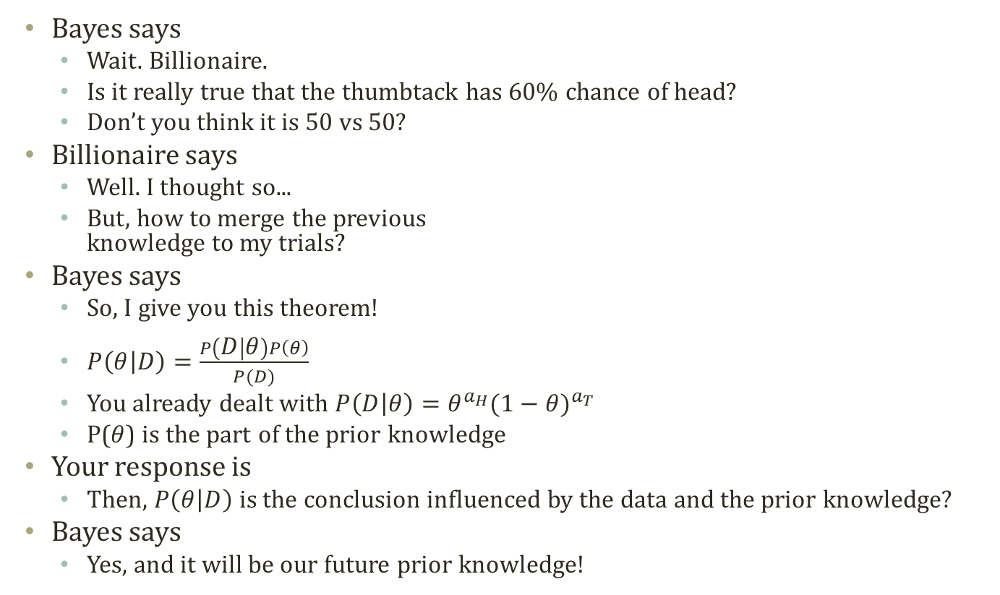 • Bayes says
• Wait. Billionaire.
• Is it really true that the thumbtack has 60% chance of head?
• Don’t you think it is 50 vs 50?
• Billionaire says
• Well. I thought so...
• But, how to merge the previous
knowledge to my trials?
• Bayes says
• So, I give you this theorem!
• $P(\theta|D) = \frac{P(D|\theta)P(\theta)}{P(D)}$
• You already dealt with $P(D|\theta) = \theta^{a_H}(1-\theta)^{a_T}$
• P($\theta$) is the part of the prior knowledge
• Your response is
• Then, $P(\theta|D)$ is the conclusion influenced by the data and the prior knowledge?
• Bayes says
• Yes, and it will be our future prior knowledge!